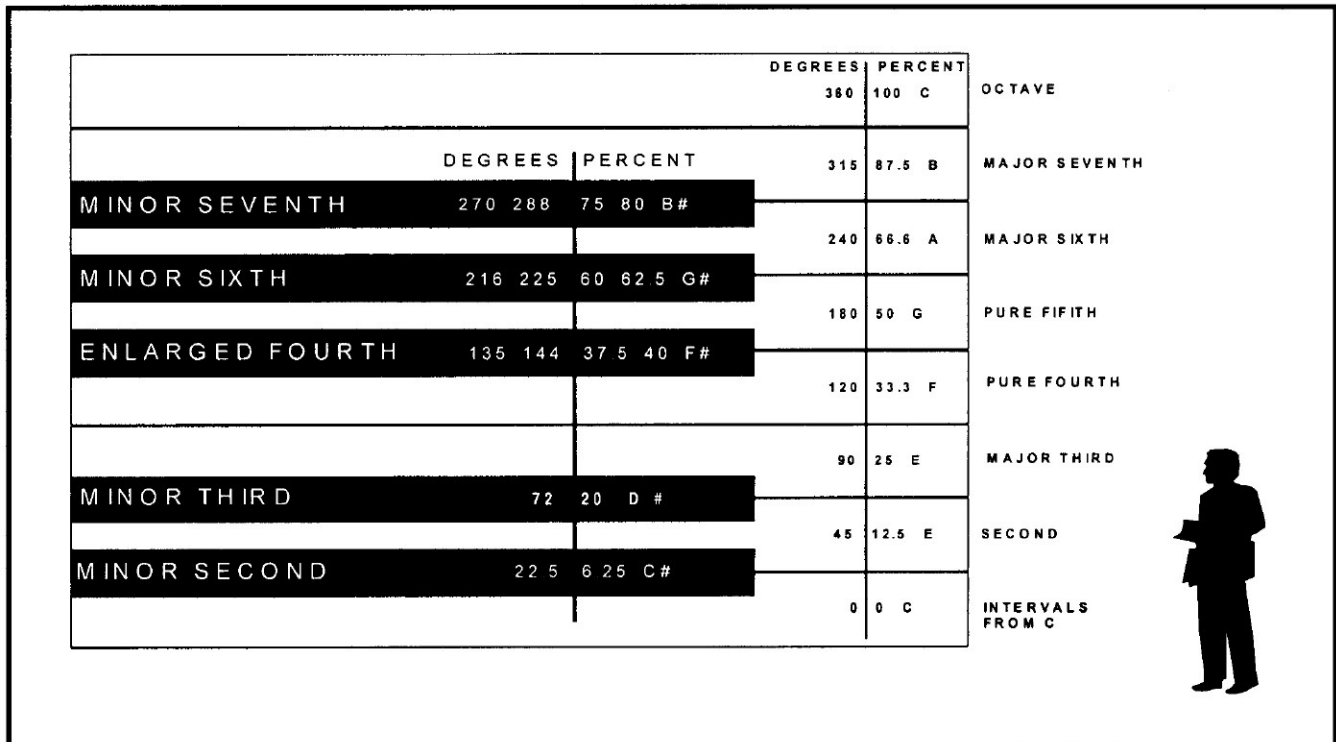 DEGREES PERCENT
360 100 C OCTAVE
DEGREES PERCENT
315 87.5 B MAJOR SEVENTH
MINOR SEVENTH 270 288 75 80 B#
240 66.6 A MAJOR SIXTH
MINOR SIXTH 216 225 60 62.5 G#
180 50 G PURE FIFITH
ENLARGED FOURTH 135 144 37.5 40 F#
120 33.3 F PURE FOURTH
90 25 E MAJOR THIRD
MINOR THIRD 72 20 D #
45 12.5 E SECOND
MINOR SECOND 22.5 6.25 C#
0 0 C INTERVALS
FROM C